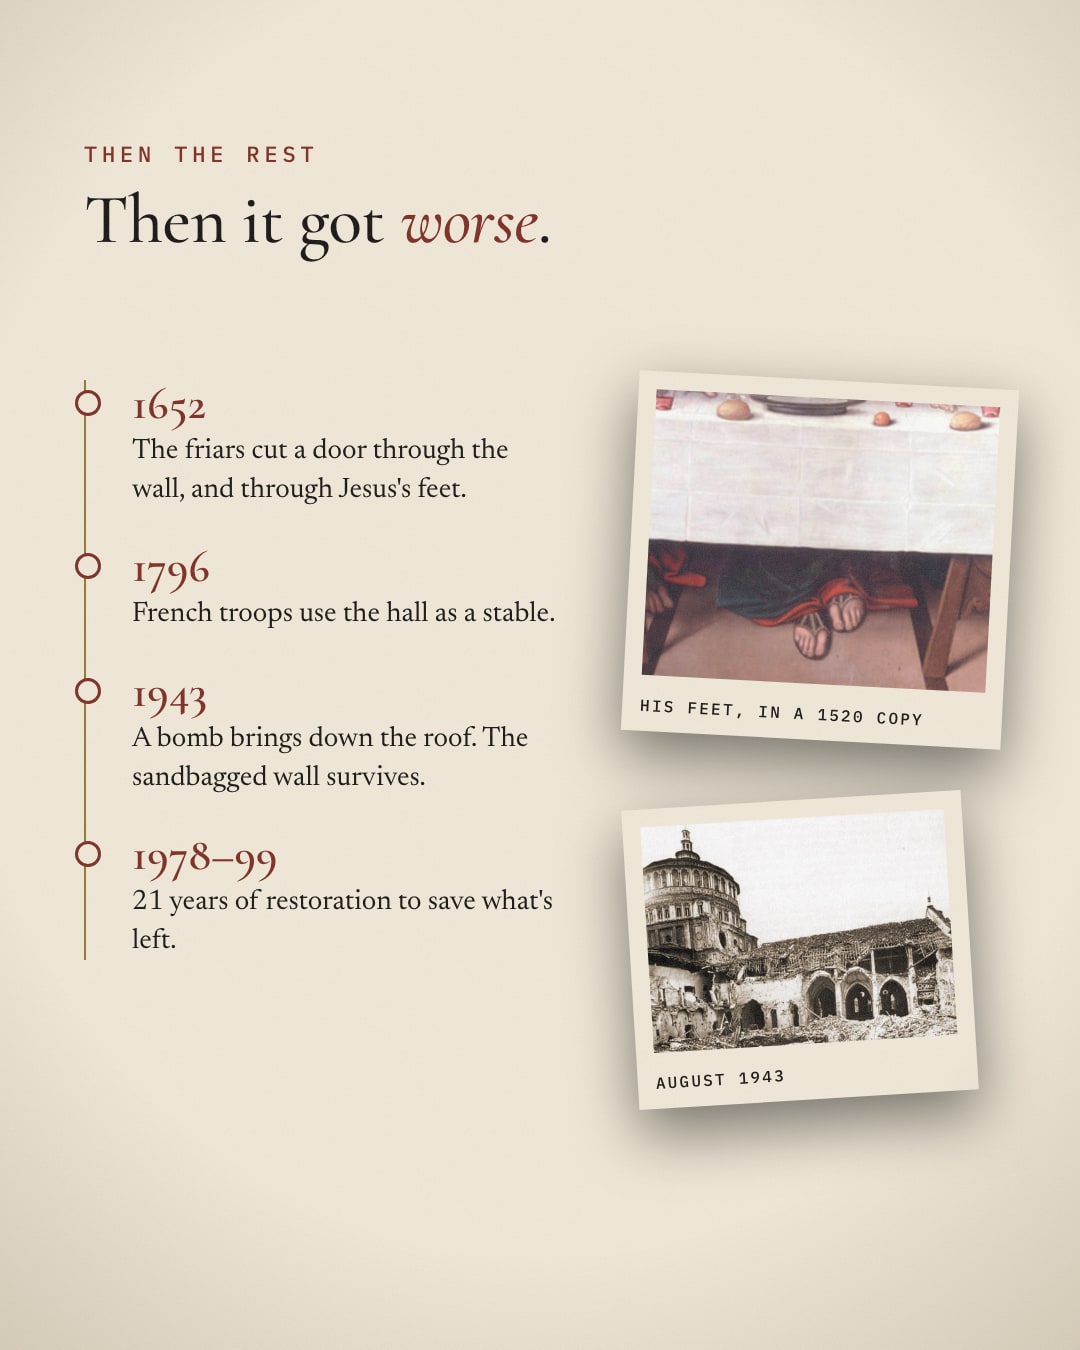 THEN THE REST
Then it got worse.
1652
The friars cut a door through the
wall, and through Jesus's feet.
1796
French troops use the hall as a stable.
1943
A bomb brings down the roof. The
sandbagged wall survives.
1978–99
21 years of restoration to save what's
left.
HIS FEET, IN A 1520 COPY
AUGUST 1943